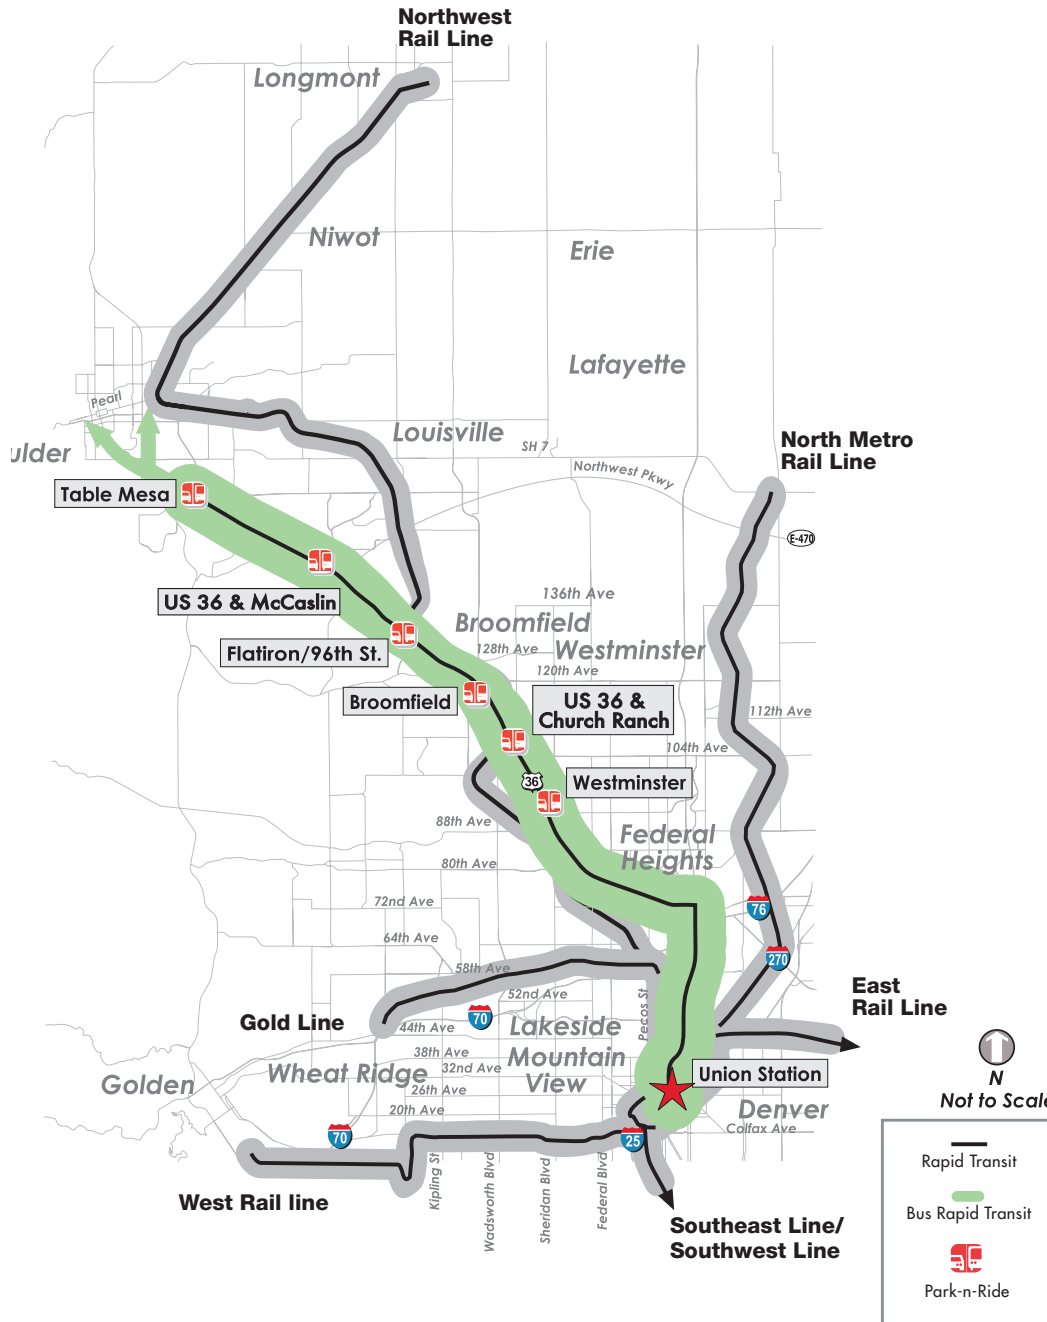 Northwest
Rail Line
Longmont
Niwot
Erie
Lafayette
Pearl
Louisville
SH 7
North Metro
Rail Line
ulder
Northwest Pkwy
Table Mesa
E-470
US 36 & McCaslin
136th Ave
Broomfield
Flatiron/96th St.
128th Ave
Westminster
120th Ave
Broomfield
US 36 &
Church Ranch
112th Ave
104th Ave
36
Westminster
88th Ave
Federal
Heights
80th Ave
72nd Ave
76
64th Ave
270
58th Ave
52nd Ave
Pecos St
East
Rail Line
Gold Line
70
44th Ave
Lakeside
38th Ave
Mountain
View
32nd Ave
Wheat Ridge
Golden
26th Ave
20th Ave
Union Station
N
Not to Scale
Denver
Colfax Ave
70
25
Kipling St
Wadsworth Blvd
Sheridan Blvd
Federal Blvd
West Rail line
Southeast Line/
Southwest Line
Rapid Transit
Bus Rapid Transit
Park-n-Ride